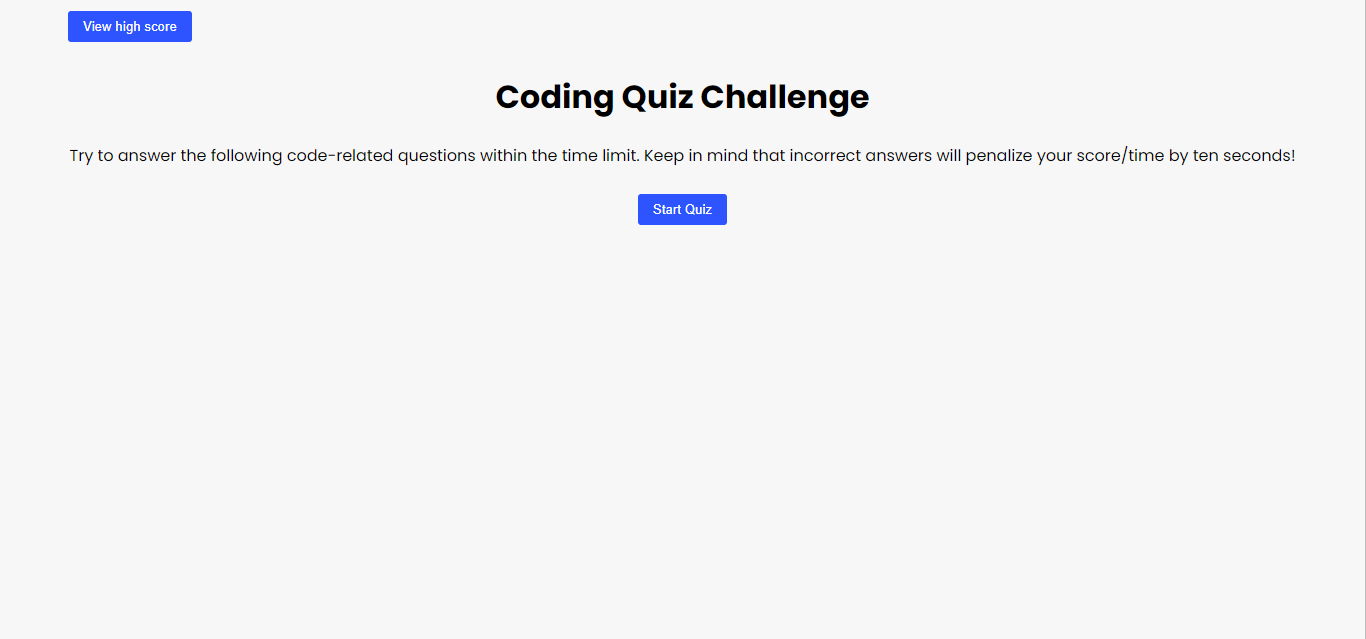 View high score
Coding Quiz Challenge
Try to answer the following code-related questions within the time limit. Keep in mind that incorrect answers will penalize your score/time by ten seconds!
Start Quiz